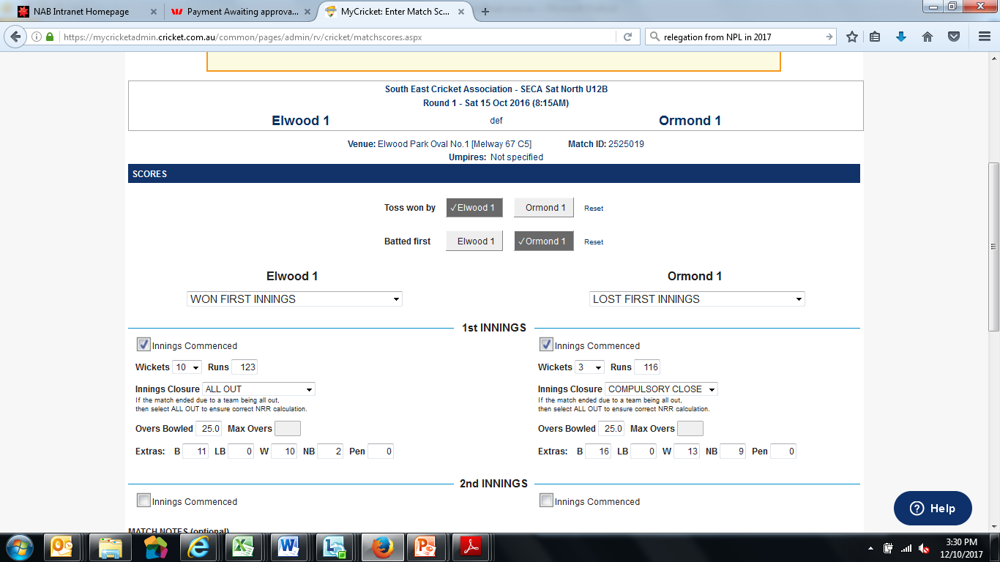 NAB Intranet Homepage
Payment Awaiting approva...
MyCricket: Enter Match Sc...
https://mycricketadmin.cricket.com.au/common/pages/admin/rv/cricket/matchscores.aspx
relegation from NPL in 2017
South East Cricket Association - SECA Sat North U12B
Round 1 - Sat 15 Oct 2016 (8:15AM)
Elwood 1 def Ormond 1
Venue: Elwood Park Oval No.1 [Melway 67 C5] Match ID: 2525019
Umpires: Not specified
SCORES
Toss won by ✓Elwood 1 Ormond 1 Reset
Batted first Elwood 1 ✓Ormond 1 Reset
Elwood 1 Ormond 1
WON FIRST INNINGS LOST FIRST INNINGS
1st INNINGS
Innings Commenced Innings Commenced
Wickets 10 Runs 123 Wickets 3 Runs 116
Innings Closure ALL OUT Innings Closure COMPULSORY CLOSE
If the match ended due to a team being all out, If the match ended due to a team being all out,
then select ALL OUT to ensure correct NRR calculation. then select ALL OUT to ensure correct NRR calculation.
Overs Bowled 25.0 Max Overs Overs Bowled 25.0 Max Overs
Extras: B 11 LB 0 W 10 NB 2 Pen 0 Extras: B 16 LB 0 W 13 NB 9 Pen 0
2nd INNINGS
Innings Commenced Innings Commenced
Help
MATCH NOTES (optional)
3:30 PM
12/10/2017